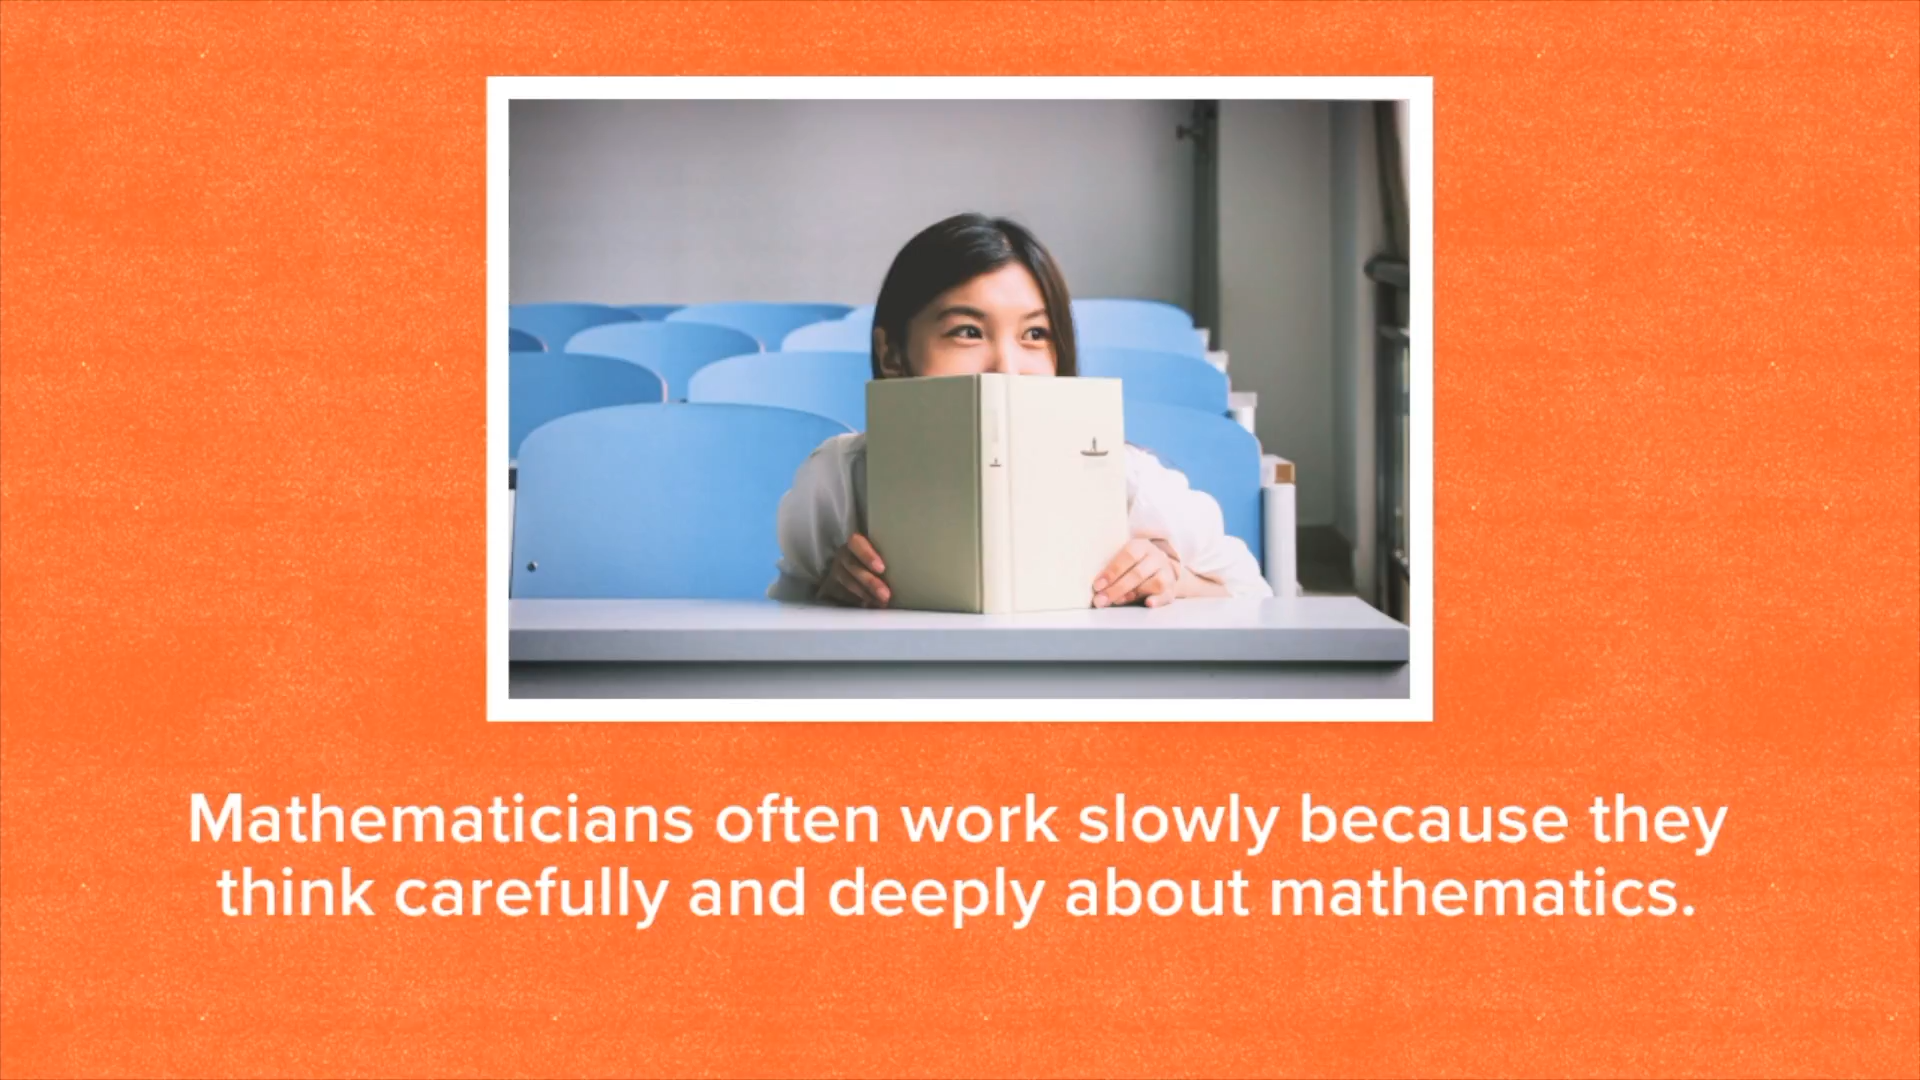 Mathematicians often work slowly because they
think carefully and deeply about mathematics.